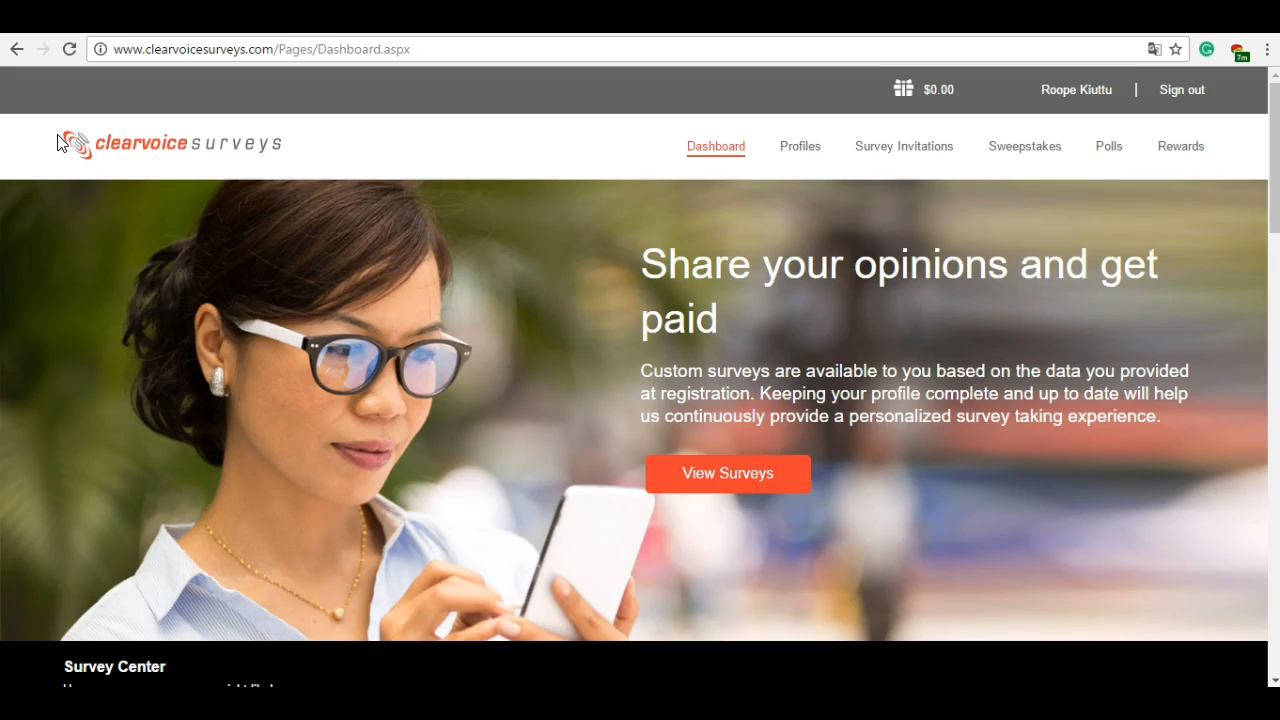 www.clearvoicesurveys.com/Pages/Dashboard.aspx
7m
$0.00 Roope Kiuttu | Sign out
clearvoice surveys Dashboard Profiles Survey Invitations Sweepstakes Polls Rewards
Share your opinions and get
paid
Custom surveys are available to you based on the data you provided
at registration. Keeping your profile complete and up to date will help
us continuously provide a personalized survey taking experience.
View Surveys
Survey Center